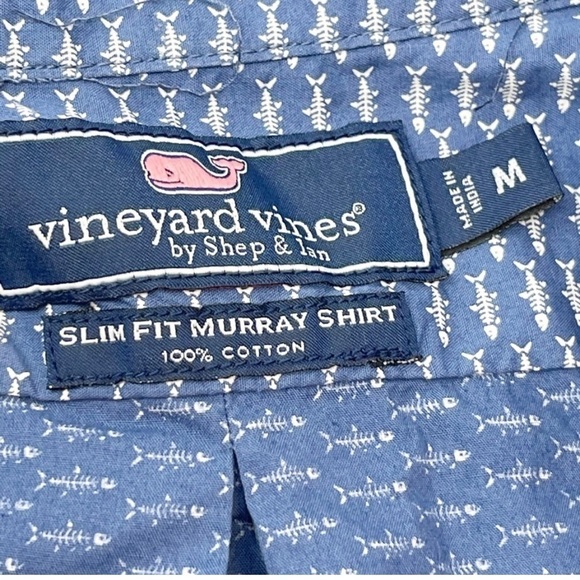 vineyard vines®
by Shep & Ian
M
MADE IN
INDIA
SLIM FIT MURRAY SHIRT
100% COTTON